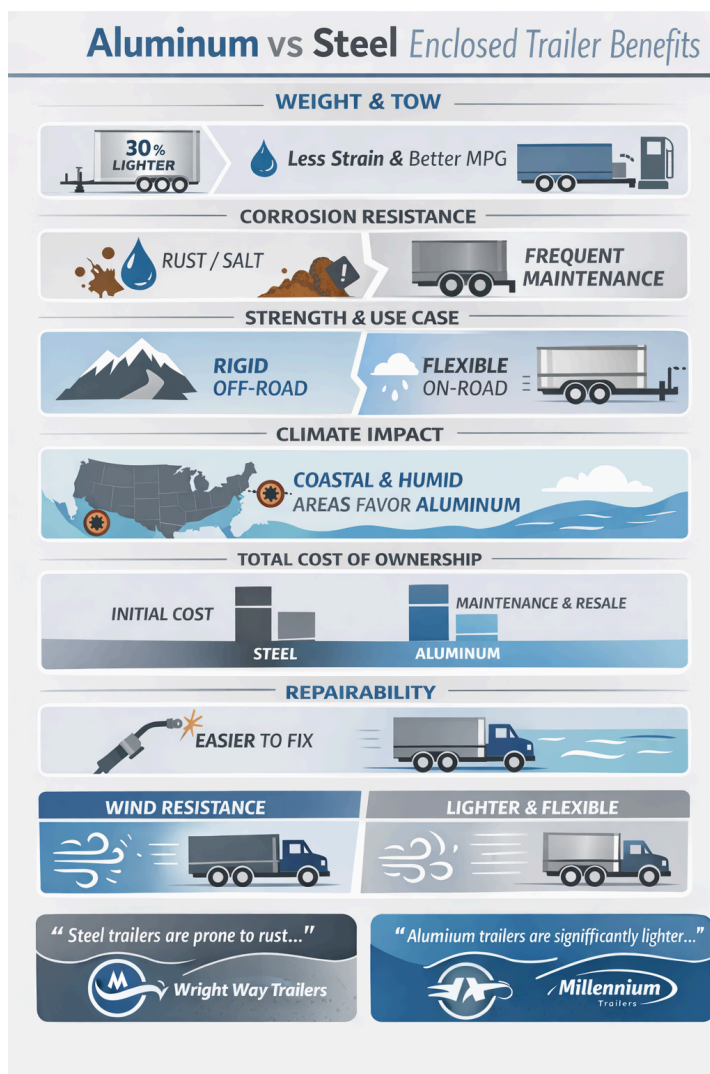 Aluminum vs Steel Enclosed Trailer Benefits
WEIGHT & TOW
30%
LIGHTER
Less Strain & Better MPG
CORROSION RESISTANCE
RUST / SALT
!
FREQUENT
MAINTENANCE
STRENGTH & USE CASE
RIGID
OFF-ROAD
FLEXIBLE
ON-ROAD
CLIMATE IMPACT
COASTAL & HUMID
AREAS FAVOR ALUMINUM
TOTAL COST OF OWNERSHIP
INITIAL COST
MAINTENANCE & RESALE
STEEL
ALUMINUM
REPAIRABILITY
EASIER TO FIX
WIND RESISTANCE
LIGHTER & FLEXIBLE
“Steel trailers are prone to rust...”
M
Wright Way Trailers
“Alumiium trailers are signifficantly lighter...”
Millennium
Trailers